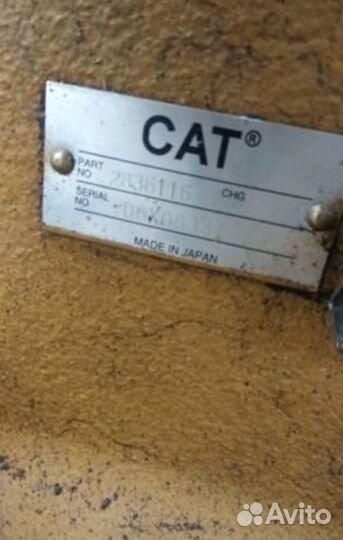 CAT®
PART NO 2836116 CHG
SERIAL NO
MADE IN JAPAN
Avito